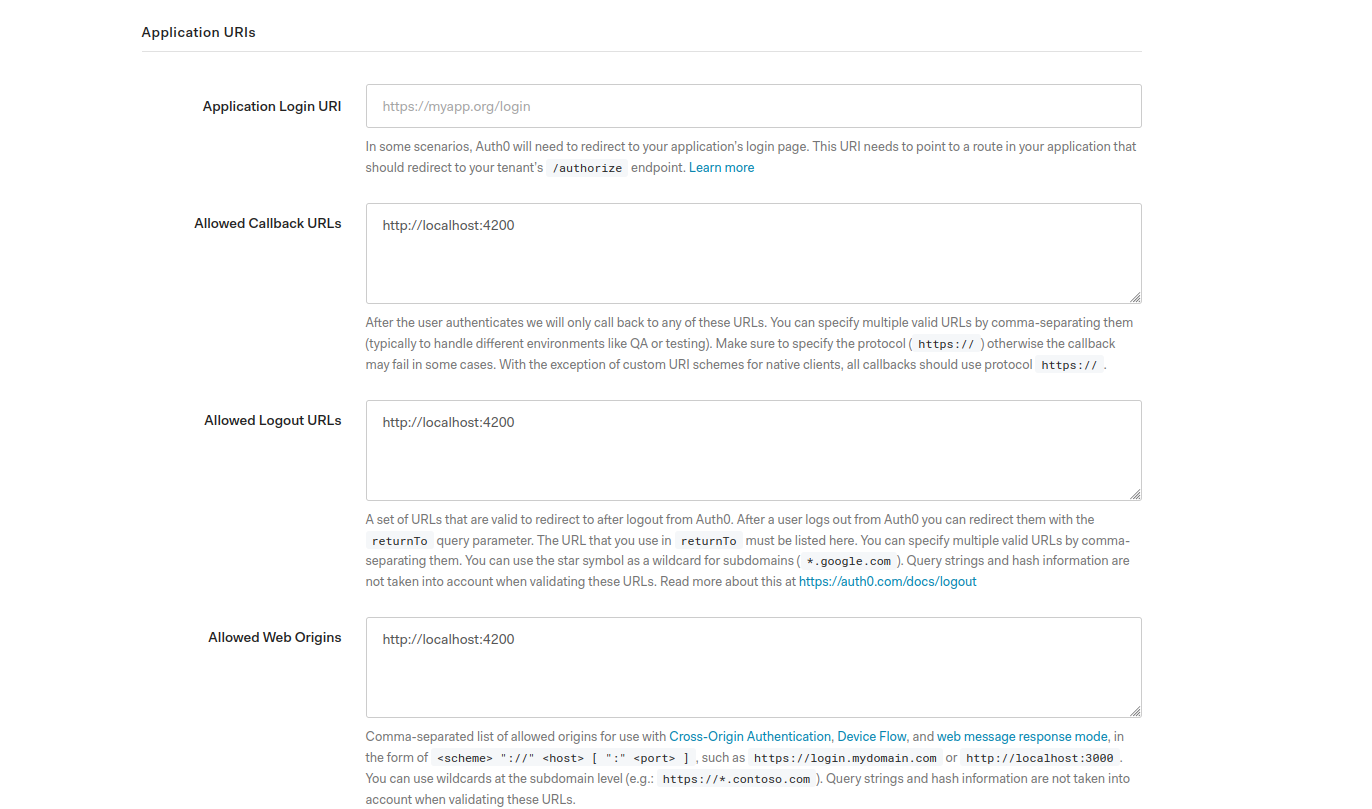 Application URIs
Application Login URI
https://myapp.org/login
In some scenarios, Auth0 will need to redirect to your application's login page. This URI needs to point to a route in your application that
should redirect to your tenant's /authorize endpoint. Learn more
Allowed Callback URLs
http://localhost:4200
After the user authenticates we will only call back to any of these URLs. You can specify multiple valid URLs by comma-separating them
(typically to handle different environments like QA or testing). Make sure to specify the protocol ( https:// ) otherwise the callback
may fail in some cases. With the exception of custom URI schemes for native clients, all callbacks should use protocol https:// .
Allowed Logout URLs
http://localhost:4200
A set of URLs that are valid to redirect to after logout from Auth0. After a user logs out from Auth0 you can redirect them with the
returnTo query parameter. The URL that you use in returnTo must be listed here. You can specify multiple valid URLs by comma-
separating them. You can use the star symbol as a wildcard for subdomains ( *.google.com ). Query strings and hash information are
not taken into account when validating these URLs. Read more about this at https://auth0.com/docs/logout
Allowed Web Origins
http://localhost:4200
Comma-separated list of allowed origins for use with Cross-Origin Authentication, Device Flow, and web message response mode, in
the form of <scheme> "://" <host> [ ":" <port> ] , such as https://login.mydomain.com or http://localhost:3000 .
You can use wildcards at the subdomain level (e.g.: https://*.contoso.com ). Query strings and hash information are not taken into
account when validating these URLs.